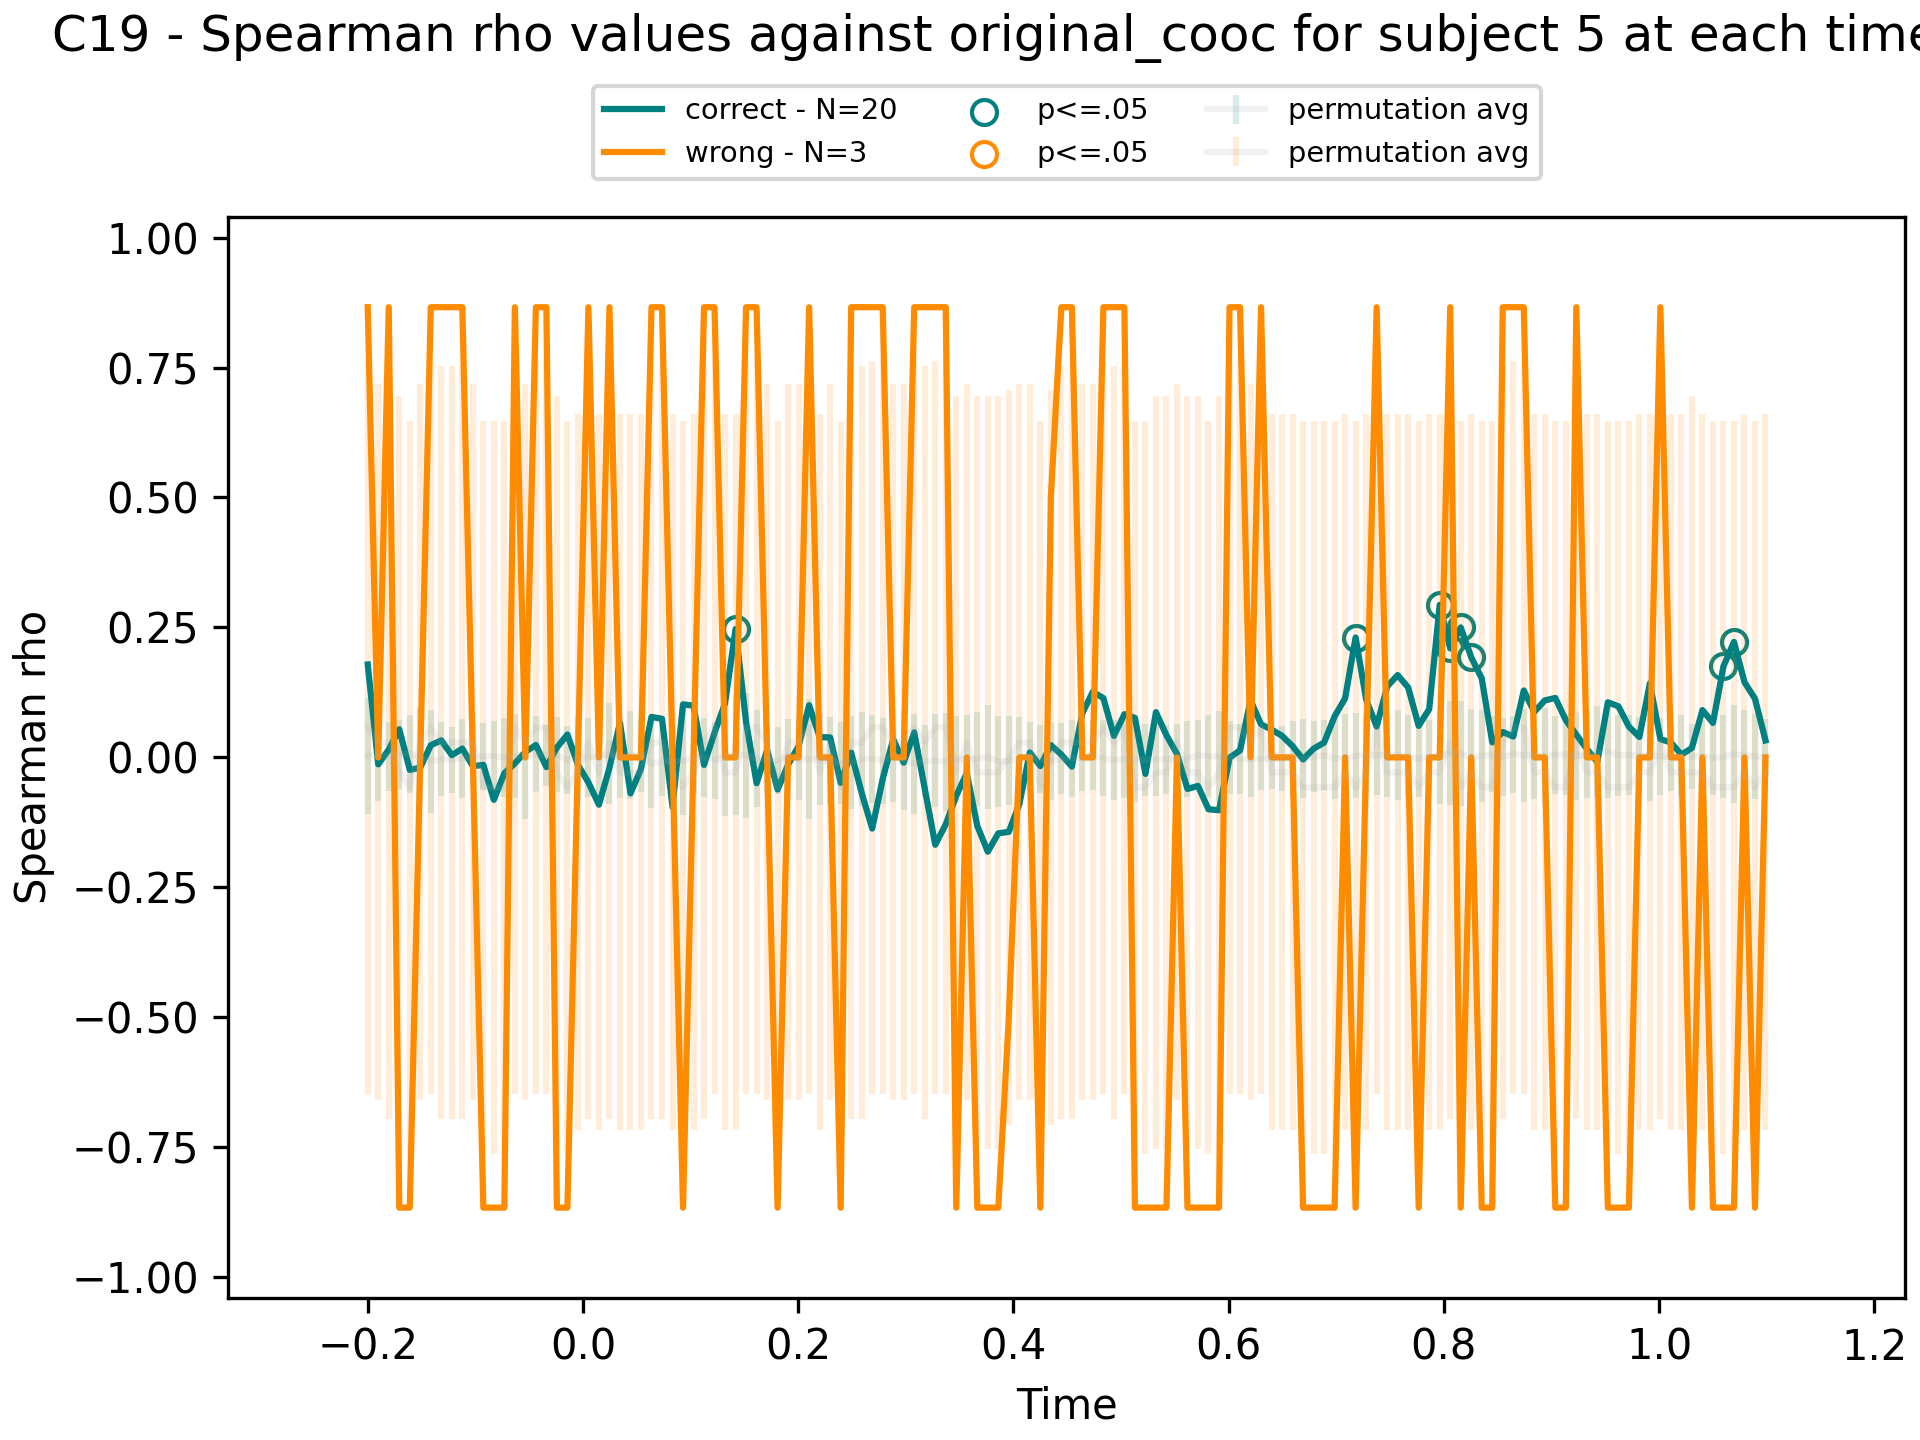 C19 - Spearman rho values against original_cooc for subject 5 at each time
correct - N=20
p<=.05
permutation avg
wrong - N=3
p<=.05
permutation avg
1.00
0.75
0.50
0.25
0.00
−0.25
−0.50
−0.75
−1.00
Spearman rho
−0.2
0.0
0.2
0.4
0.6
0.8
1.0
1.2
Time